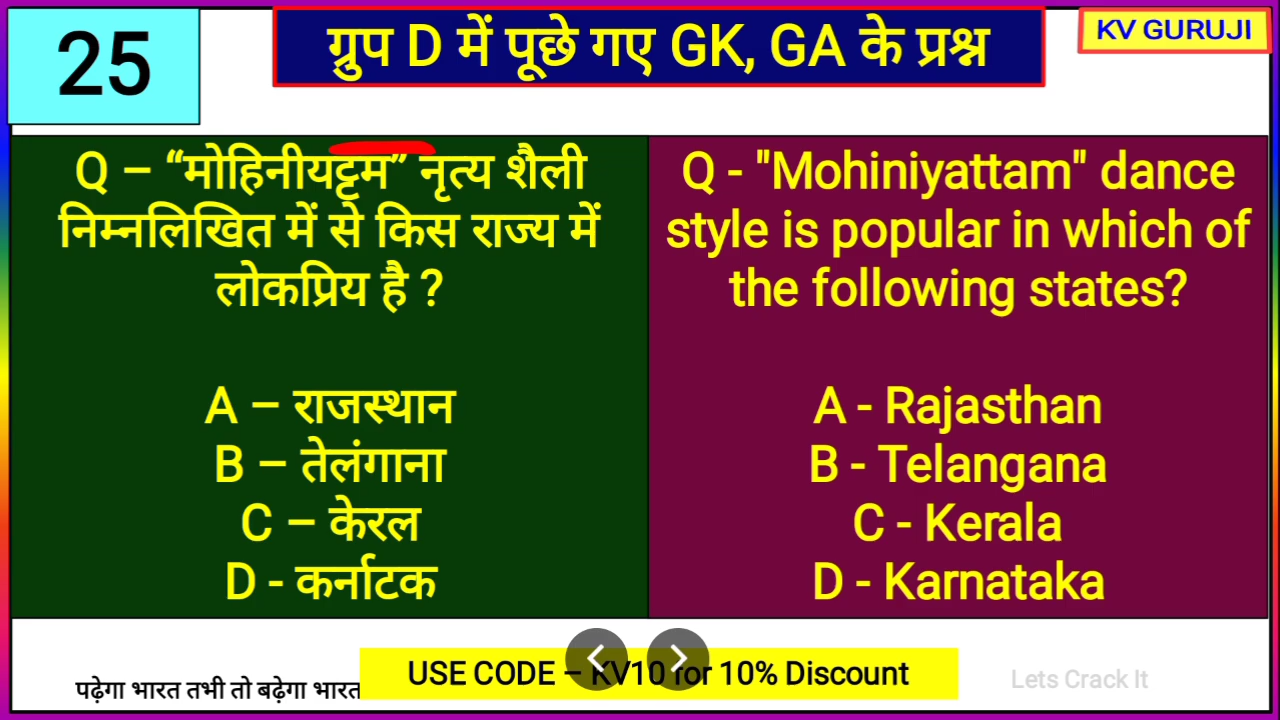 25
ग्रुप D में पूछे गए GK, GA के प्रश्न
KV GURUJI
Q – “मोहिनीयट्टम” नृत्य शैली
निम्नलिखित में से किस राज्य में
लोकप्रिय है ?
A – राजस्थान
B – तेलंगाना
C – केरल
D - कर्नाटक
Q - "Mohiniyattam" dance
style is popular in which of
the following states?
A - Rajasthan
B - Telangana
C - Kerala
D - Karnataka
पढ़ेगा भारत तभी तो बढ़ेगा भारत
USE CODE – KV10 for 10% Discount
Lets Crack It